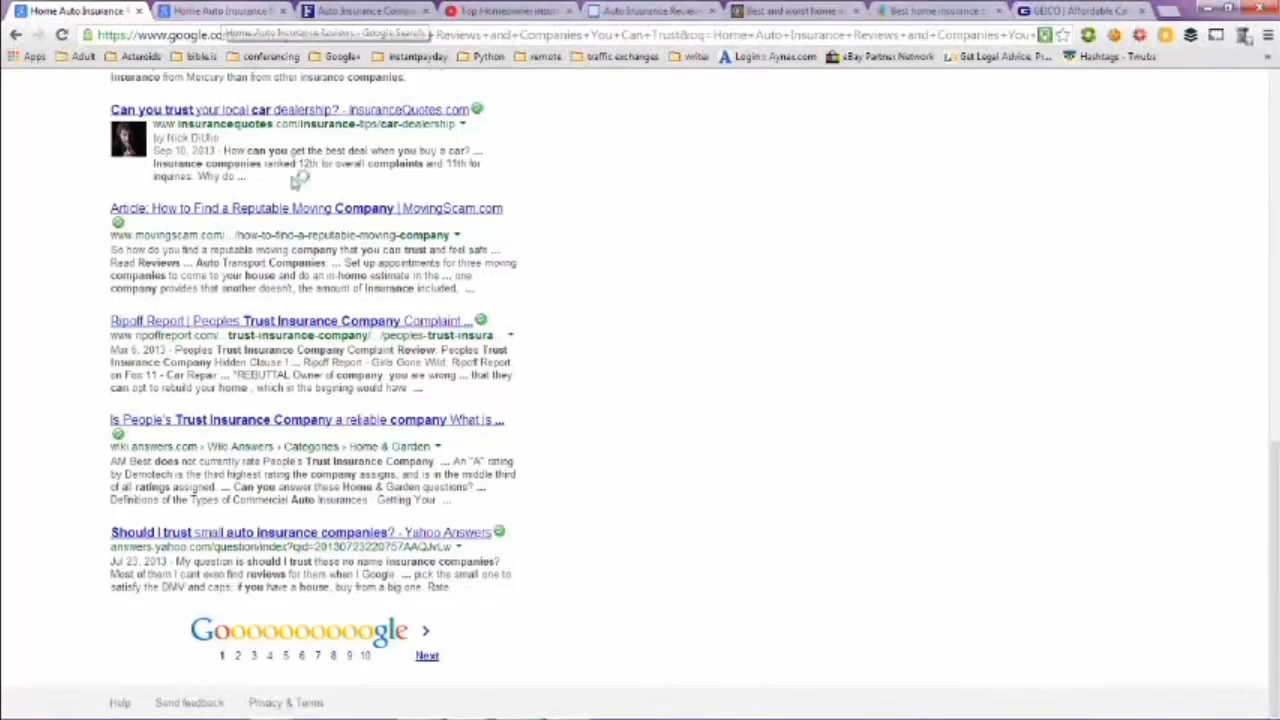 Home Auto Insurance
Home Auto Insurance
Auto Insurance Comp
Top Homeowner insur
Auto Insurance Review
Best and worst home
Best home insurance
GEICO | Affordable Ca
https://www.google.co
Home Auto Insurance Reviews - Google Search
Reviews+and+Companies+You+Can+Trust&oq=Home+Auto+Insurance+Reviews+and+Companies+You+
Apps
Adult
Asteroids
bible.is
conferencing
Google+
instantpayday
Python
remote
traffic exchanges
writer
Login :: Aynax.com
eBay Partner Network
Get Legal Advice, Pr...
Hashtags - Twubs
insurance from Mercury than from other insurance companies.
Can you trust your local car dealership? - InsuranceQuotes.com
www.insurancequotes.com/insurance-tips/car-dealership
by Nick DiUlio
Sep 10, 2013 - How can you get the best deal when you buy a car? ...
Insurance companies ranked 12th for overall complaints and 11th for
inquiries. Why do ...
Article: How to Find a Reputable Moving Company | MovingScam.com
www.movingscam.com/.../how-to-find-a-reputable-moving-company
So how do you find a reputable moving company that you can trust and feel safe ...
Read Reviews ... Auto Transport Companies. ... Set up appointments for three moving
companies to come to your house and do an in-home estimate in the ... one
company provides that another doesn't, the amount of Insurance included. ...
Ripoff Report | Peoples Trust Insurance Company Complaint ...
www.ripoffreport.com/.. trust-insurance-company/.../peoples-trust-insura
Mar 6, 2013 - Peoples Trust Insurance Company Complaint Review: Peoples Trust
Insurance Company Hidden Clause ! ... Ripoff Report - Girls Gone Wild, Ripoff Report
on Fox 11 - Car Repair ... "REBUTTAL Owner of company: you are wrong ... that they
can opt to rebuild your home , which in the begining would have ...
Is People's Trust Insurance Company a reliable company What is ...
wiki.answers.com › Wiki Answers › Categories › Home & Garden
AM Best does not currently rate People's Trust Insurance Company. ... An "A" rating
by Demotech is the third highest rating the company assigns, and is in the middle third
of all ratings assigned. ... Can you answer these Home & Garden questions? ...
Definitions of the Types of Commercial Auto Insurances · Getting Your ...
Should I trust small auto insurance companies? - Yahoo Answers
answers.yahoo.com/question/index?qid=20130723220757AAQJvLw
Jul 23, 2013 - My question is should I trust these no name insurance companies?
Most of them I cant even find reviews for them when I Google .... pick the small one to
satisfy the DMV and cops; if you have a house, buy from a big one. Rate.
Goooooooooogle >
1 2 3 4 5 6 7 8 9 10 Next
Help Send feedback Privacy & Terms